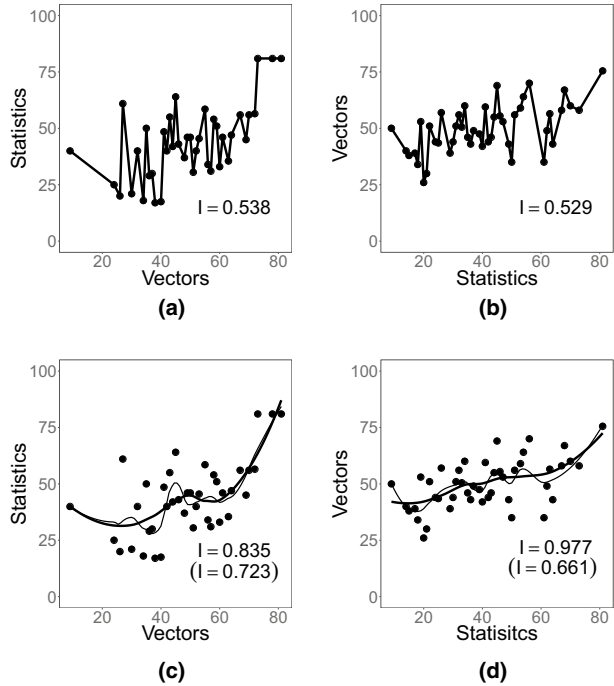 100
75
50
25
0
Statistics
I = 0.538
20 40 60 80
Vectors
(a)
100
75
50
25
0
Vectors
I = 0.529
20 40 60 80
Statistics
(b)
100
75
50
25
0
Statistics
I = 0.835
(I = 0.723)
20 40 60 80
Vectors
(c)
100
75
50
25
0
Vectors
I = 0.977
(I = 0.661)
20 40 60 80
Statisitcs
(d)